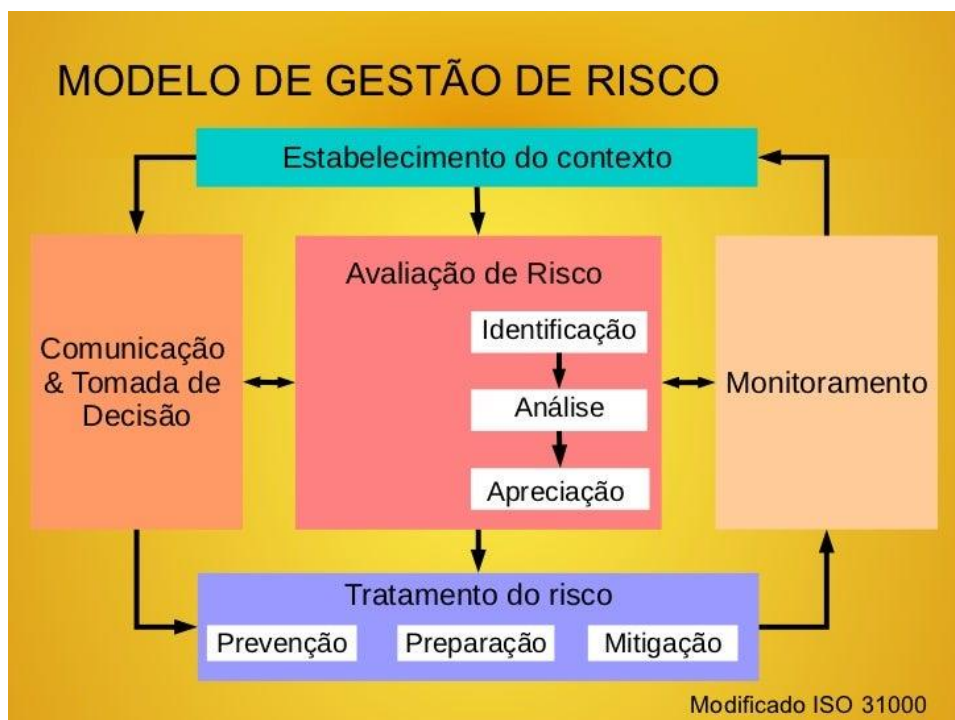 MODELO DE GESTÃO DE RISCO
Estabelecimento do contexto
Comunicação
& Tomada de
Decisão
Avaliação de Risco
Identificação
Análise
Apreciação
Monitoramento
Tratamento do risco
Prevenção
Preparação
Mitigação
Modificado ISO 31000